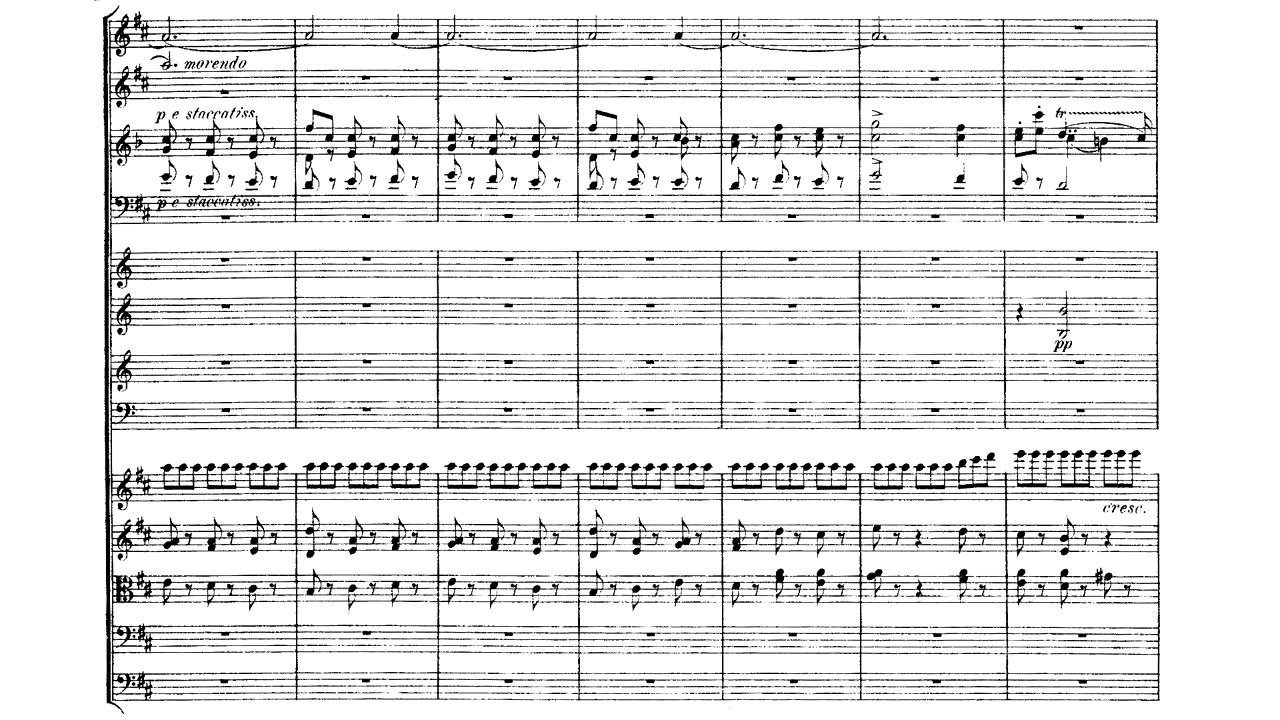 morendo
p e staccatiss.
tr
p e staccatiss.
pp
cresc.